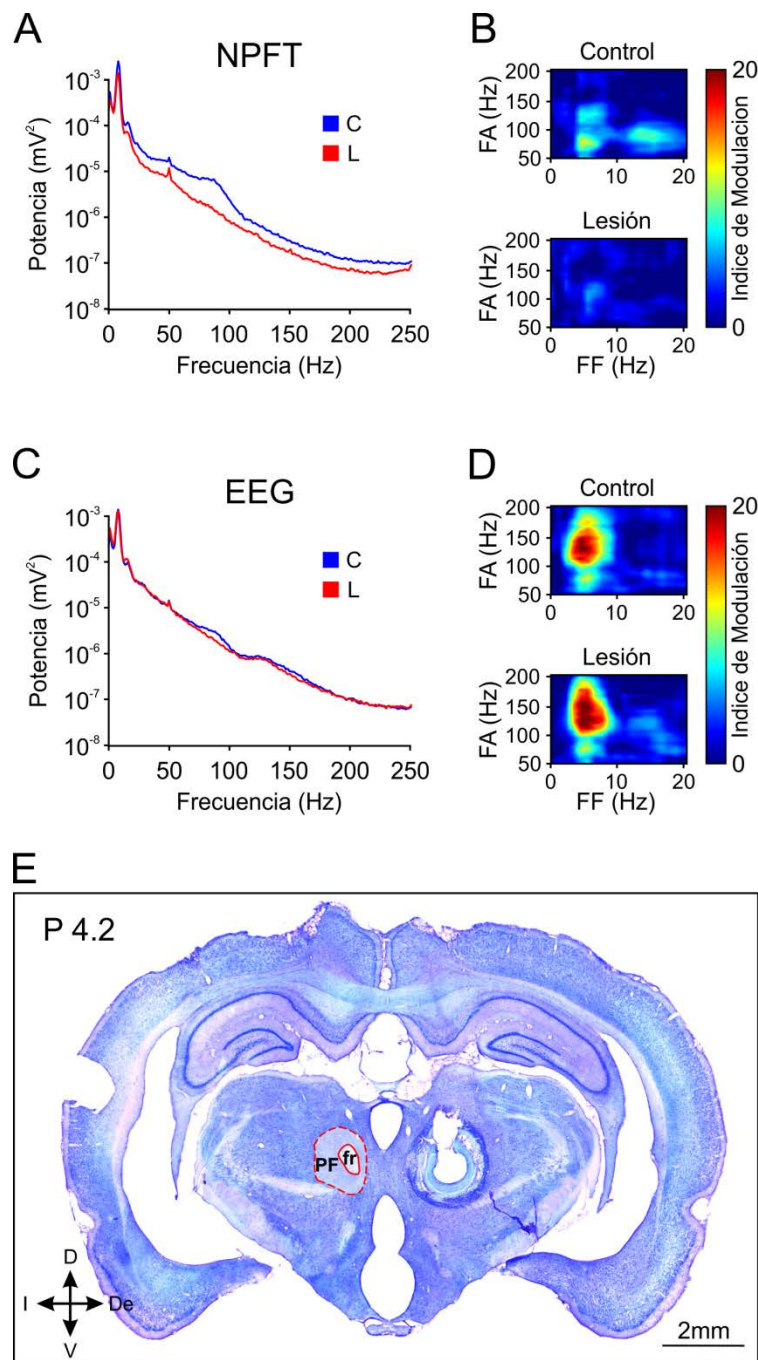 A
NPFT
Potencia (mV²)
10⁻³
10⁻⁴
10⁻⁵
10⁻⁶
10⁻⁷
10⁻⁸
C
L
0 50 100 150 200 250
Frecuencia (Hz)
B
Control
FA (Hz)
200
150
100
50
0 10 20
Lesión
FA (Hz)
200
150
100
50
0 10 20
FF (Hz)
20
Indice de Modulación
0
C
EEG
Potencia (mV²)
10⁻³
10⁻⁴
10⁻⁵
10⁻⁶
10⁻⁷
10⁻⁸
C
L
0 50 100 150 200 250
Frecuencia (Hz)
D
Control
FA (Hz)
200
150
100
50
0 10 20
Lesión
FA (Hz)
200
150
100
50
0 10 20
FF (Hz)
20
Indice de Modulación
0
E
P 4.2
PF
fr
D
I De
V
2mm